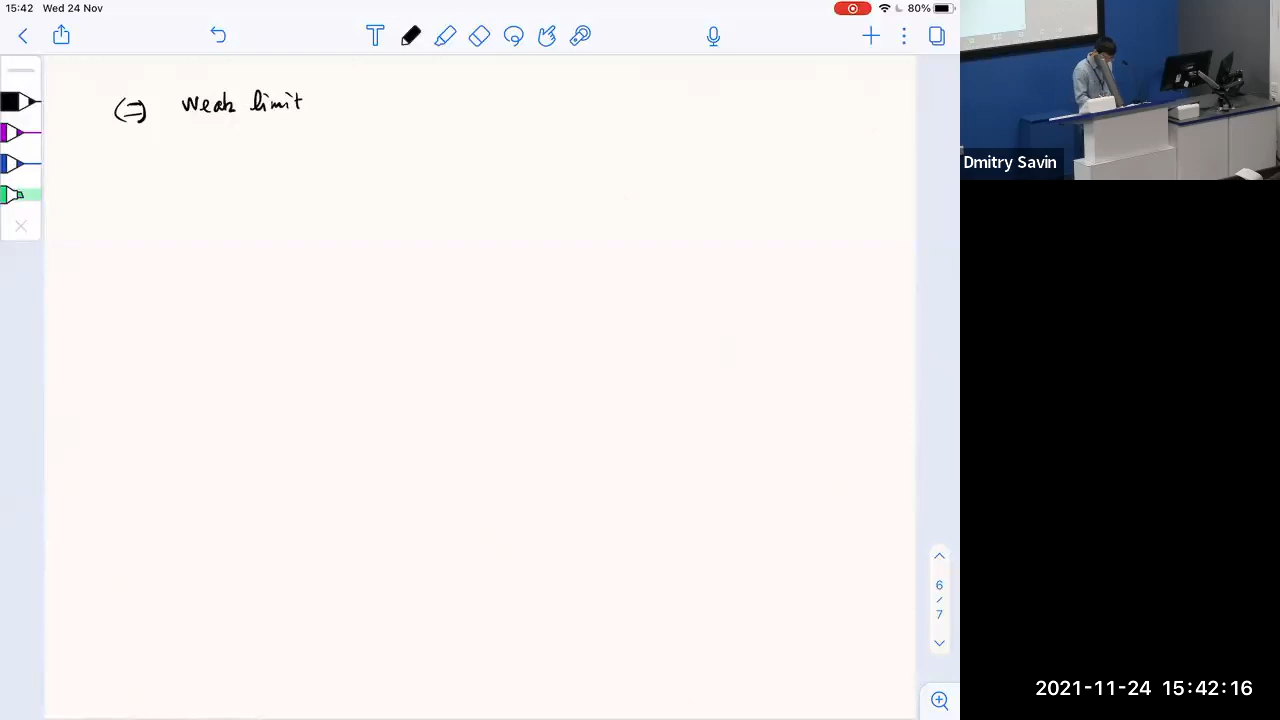 15:42 Wed 24 Nov
80%
T
(=) Weak limit
Dmitry Savin
6
/
7
2021-11-24 15:42:16